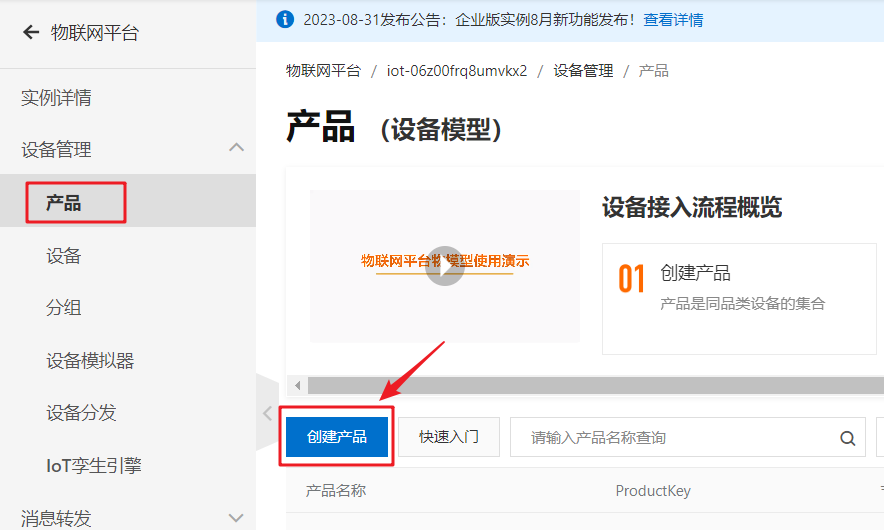 物联网平台
实例详情
设备管理
产品
设备
分组
设备模拟器
设备分发
IoT孪生引擎
消息转发
2023-08-31发布公告：企业版实例8月新功能发布！查看详情
物联网平台 / iot-06z00frq8umvkx2 / 设备管理 / 产品
产品 （设备模型）
物联网平台物模型使用演示
设备接入流程概览
01 创建产品
产品是同品类设备的集合
创建产品 快速入门 请输入产品名称查询
产品名称 ProductKey